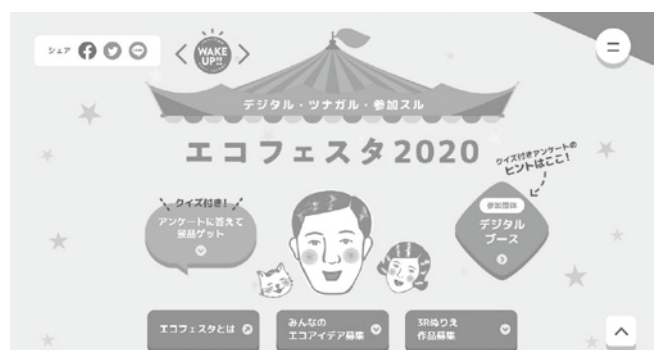 シェア
WAKE
UP!!
デジタル・ツナガル・参加スル
エコフェスタ2020
クイズ付きアンケートの
ヒントはここ!
クイズ付き!
アンケートに答えて
景品ゲット
参加団体
デジタル
ブース
エコフェスタとは
みんなの
エコアイデア募集
3Rぬりえ
作品募集